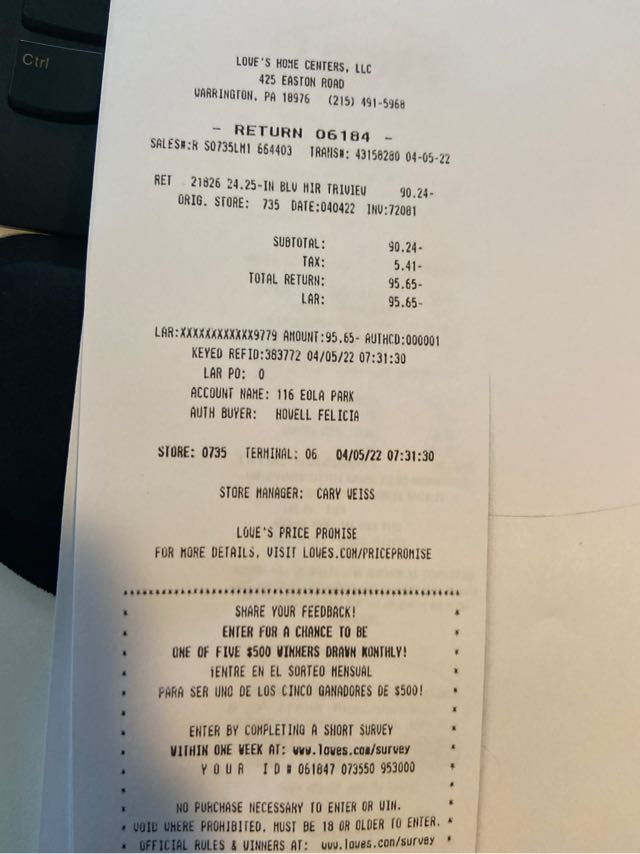 Ctrl
LOWE'S HOME CENTERS, LLC
425 EASTON ROAD
WARRINGTON, PA 18976 (215) 491-5968
- RETURN 06184 -
SALES#:R S0735LM1 664403 TRANS#: 43158280 04-05-22
RET 21826 24.25-IN BLV MIR TRIVIEW 90.24-
ORIG. STORE: 735 DATE:040422 INV:72081
SUBTOTAL: 90.24-
TAX: 5.41-
TOTAL RETURN: 95.65-
LAR: 95.65-
LAR:XXXXXXXXXXXX9779 AMOUNT:95.65- AUTHCD:000001
KEYED REFID:383772 04/05/22 07:31:30
LAR PO: 0
ACCOUNT NAME: 116 EOLA PARK
AUTH BUYER: HOWELL FELICIA
STORE: 0735 TERMINAL: 06 04/05/22 07:31:30
STORE MANAGER: CARY WEISS
LOWE'S PRICE PROMISE
FOR MORE DETAILS, VISIT LOWES.COM/PRICEPROMISE
SHARE YOUR FEEDBACK!
ENTER FOR A CHANCE TO BE
ONE OF FIVE $500 WINNERS DRAWN MONTHLY!
¡ENTRE EN EL SORTEO MENSUAL
PARA SER UNO DE LOS CINCO GANADORES DE $500!
ENTER BY COMPLETING A SHORT SURVEY
WITHIN ONE WEEK AT: www.lowes.com/survey
YOUR ID# 061847 073550 953000
NO PURCHASE NECESSARY TO ENTER OR WIN.
VOID WHERE PROHIBITED. MUST BE 18 OR OLDER TO ENTER.
OFFICIAL RULES & WINNERS AT: www.lowes.com/survey